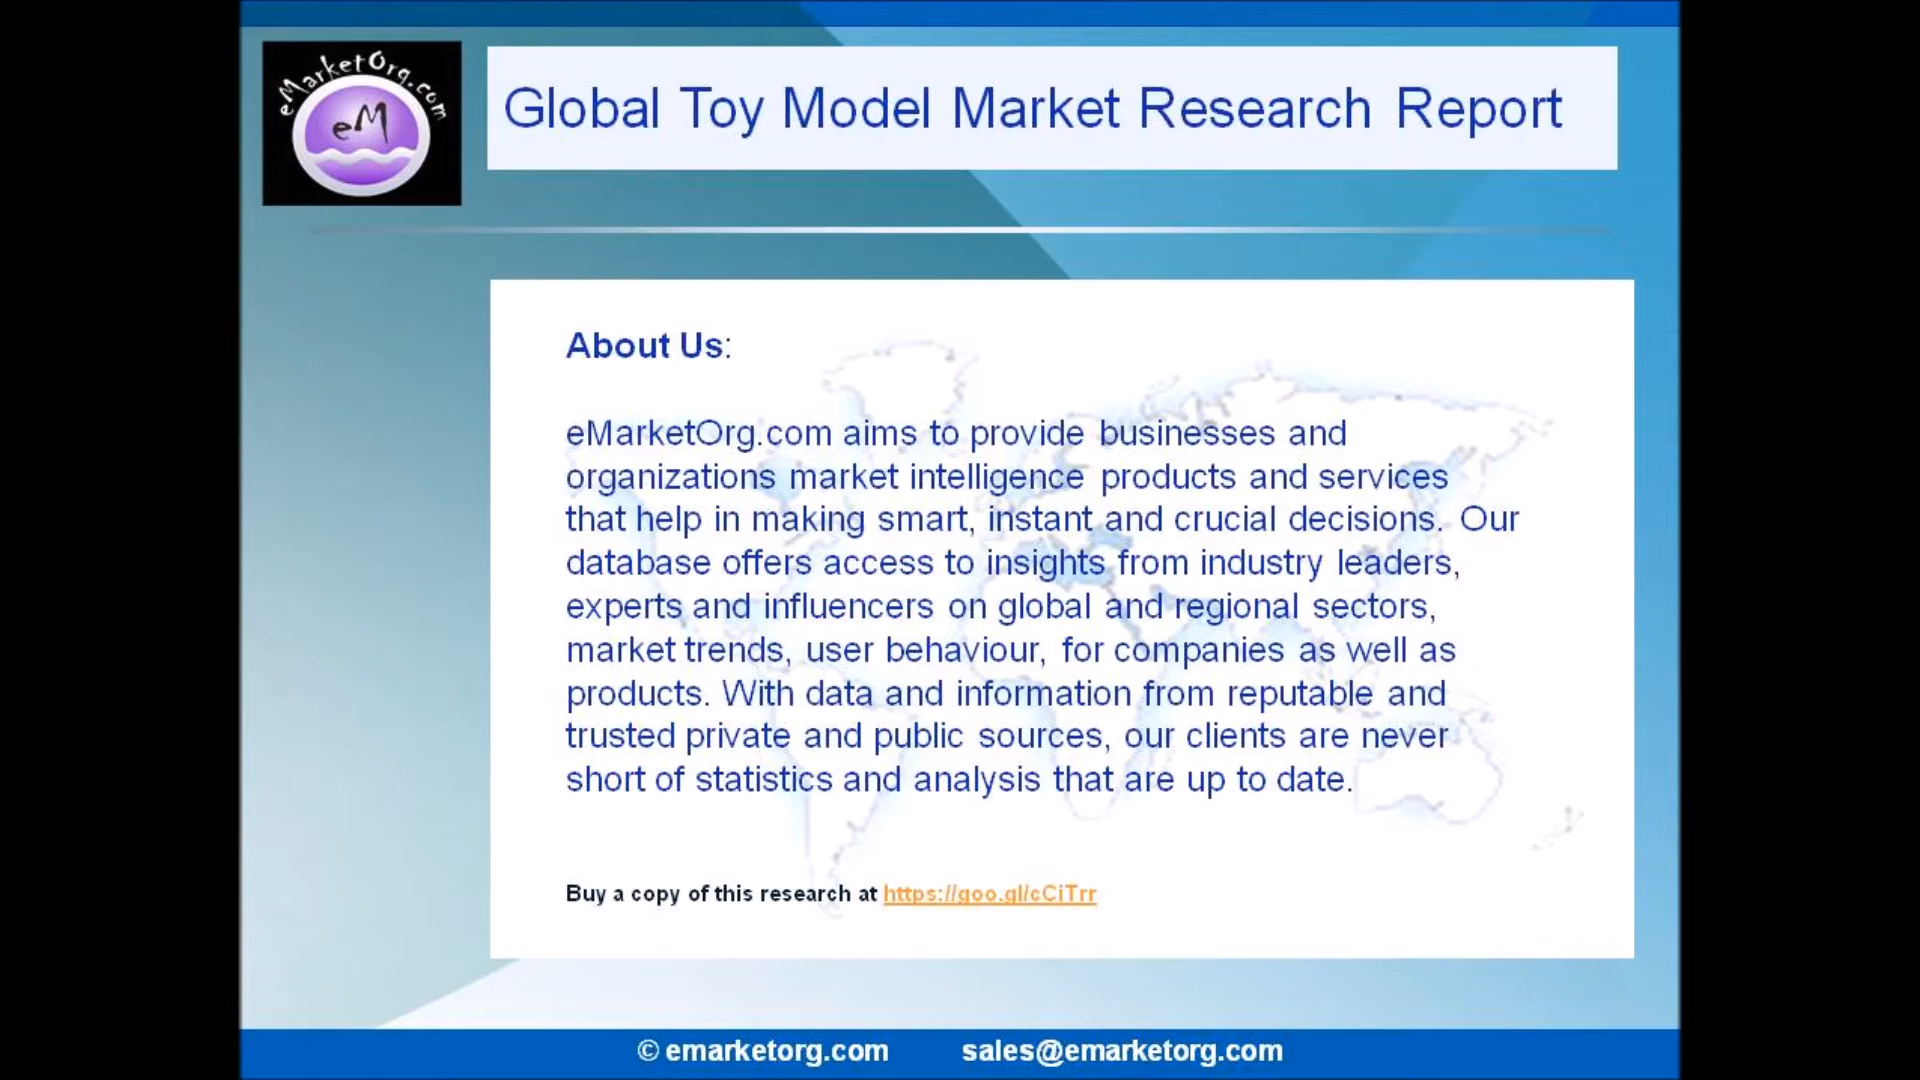 eMarketOrg.com
eM
Global Toy Model Market Research Report
About Us:
eMarketOrg.com aims to provide businesses and
organizations market intelligence products and services
that help in making smart, instant and crucial decisions. Our
database offers access to insights from industry leaders,
experts and influencers on global and regional sectors,
market trends, user behaviour, for companies as well as
products. With data and information from reputable and
trusted private and public sources, our clients are never
short of statistics and analysis that are up to date.
Buy a copy of this research at https://goo.gl/cCiTrr
© emarketorg.com sales@emarketorg.com